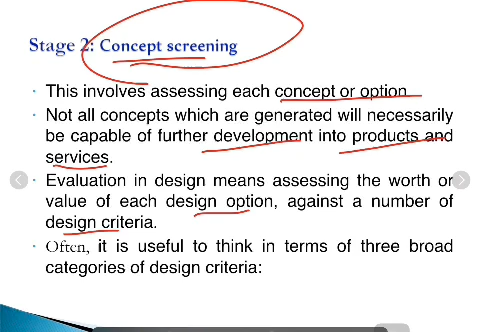 Stage 2: Concept screening
• This involves assessing each concept or option.
• Not all concepts which are generated will necessarily
be capable of further development into products and
services.
• Evaluation in design means assessing the worth or
value of each design option, against a number of
design criteria.
• Often, it is useful to think in terms of three broad
categories of design criteria: